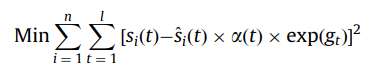 Min ∑_{i = 1}^{n} ∑_{t = 1}^{l} [s_i(t)−ŝ_i(t) × α(t) × exp(g_t)]^2